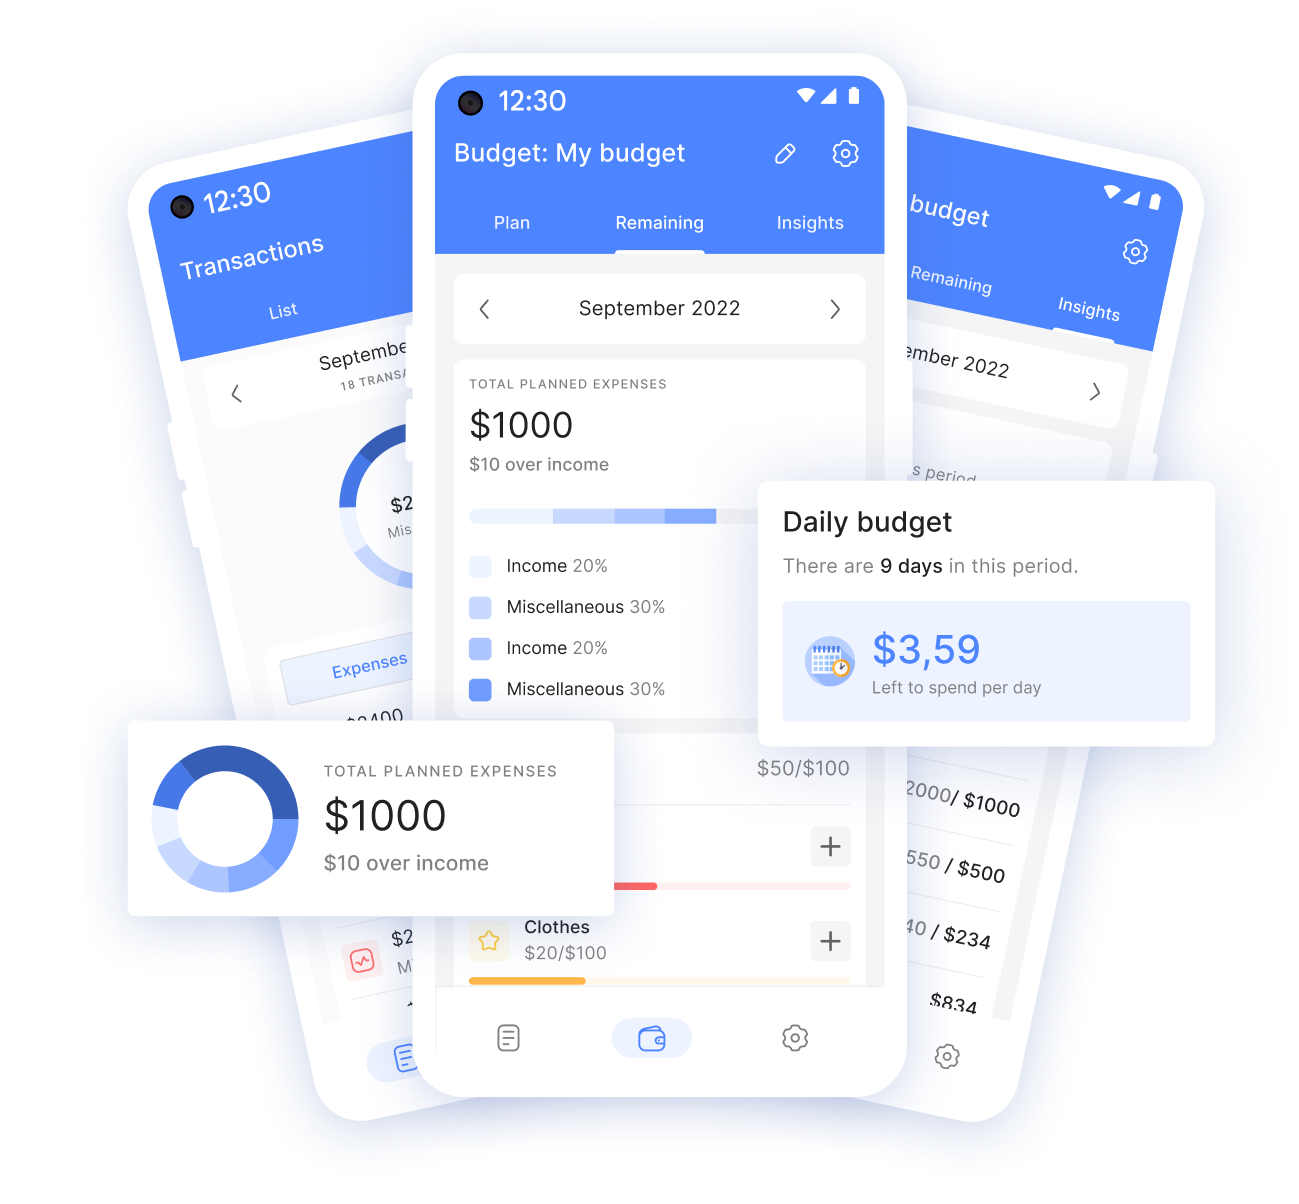 12:30
Transactions
List
Septembe
18 TRANSA
$2
Mis
Expenses
$2
M
12:30
Budget: My budget
Plan
Remaining
Insights
September 2022
TOTAL PLANNED EXPENSES
$1000
$10 over income
Income 20%
Miscellaneous 30%
Income 20%
Miscellaneous 30%
$50/$100
Clothes
$20/$100
budget
Remaining
Insights
ember 2022
s period
Daily budget
There are 9 days in this period.
$3,59
Left to spend per day
2000/ $1000
550 / $500
40 / $234
$834
TOTAL PLANNED EXPENSES
$1000
$10 over income